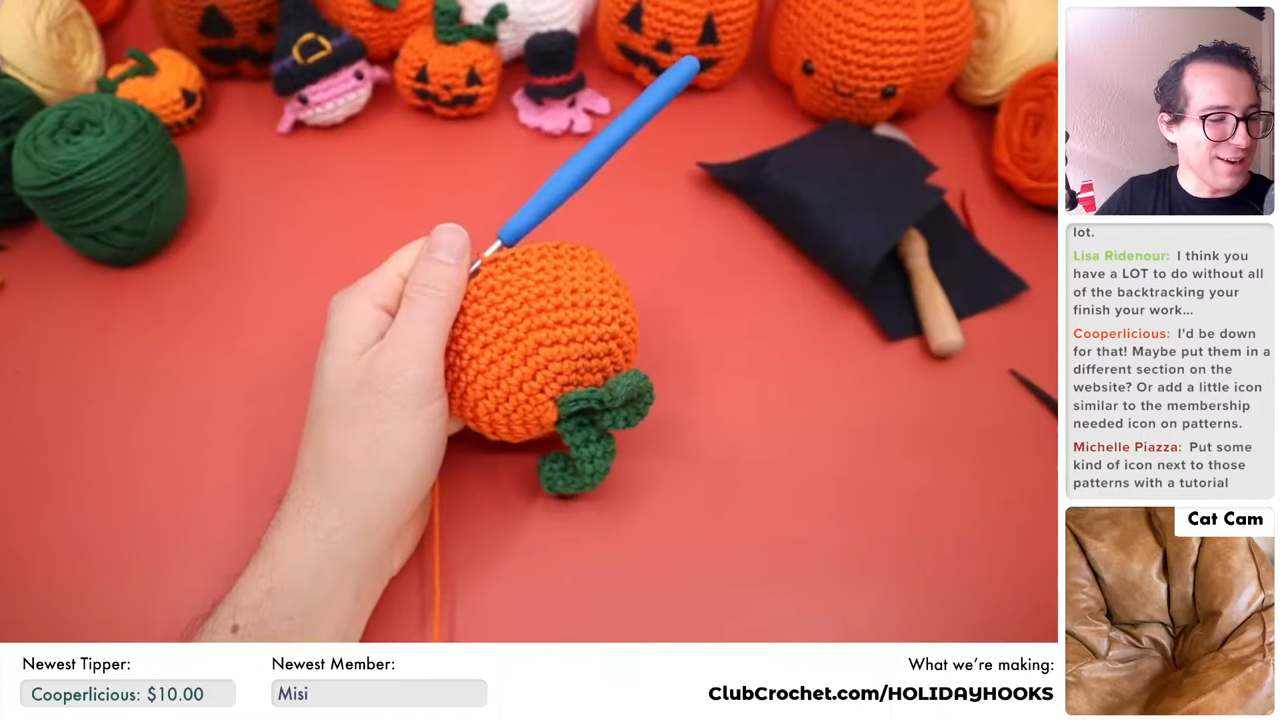 lot.
Lisa Ridenour: I think you
have a LOT to do without all
of the backtracking your
finish your work...
Cooperlicious: I'd be down
for that! Maybe put them in a
different section on the
website? Or add a little icon
similar to the membership
needed icon on patterns.
Michelle Piazza: Put some
kind of icon next to those
patterns with a tutorial
Cat Cam
Newest Tipper:
Cooperlicious: $10.00
Newest Member:
Misi
What we're making:
ClubCrochet.com/HOLIDAYHOOKS